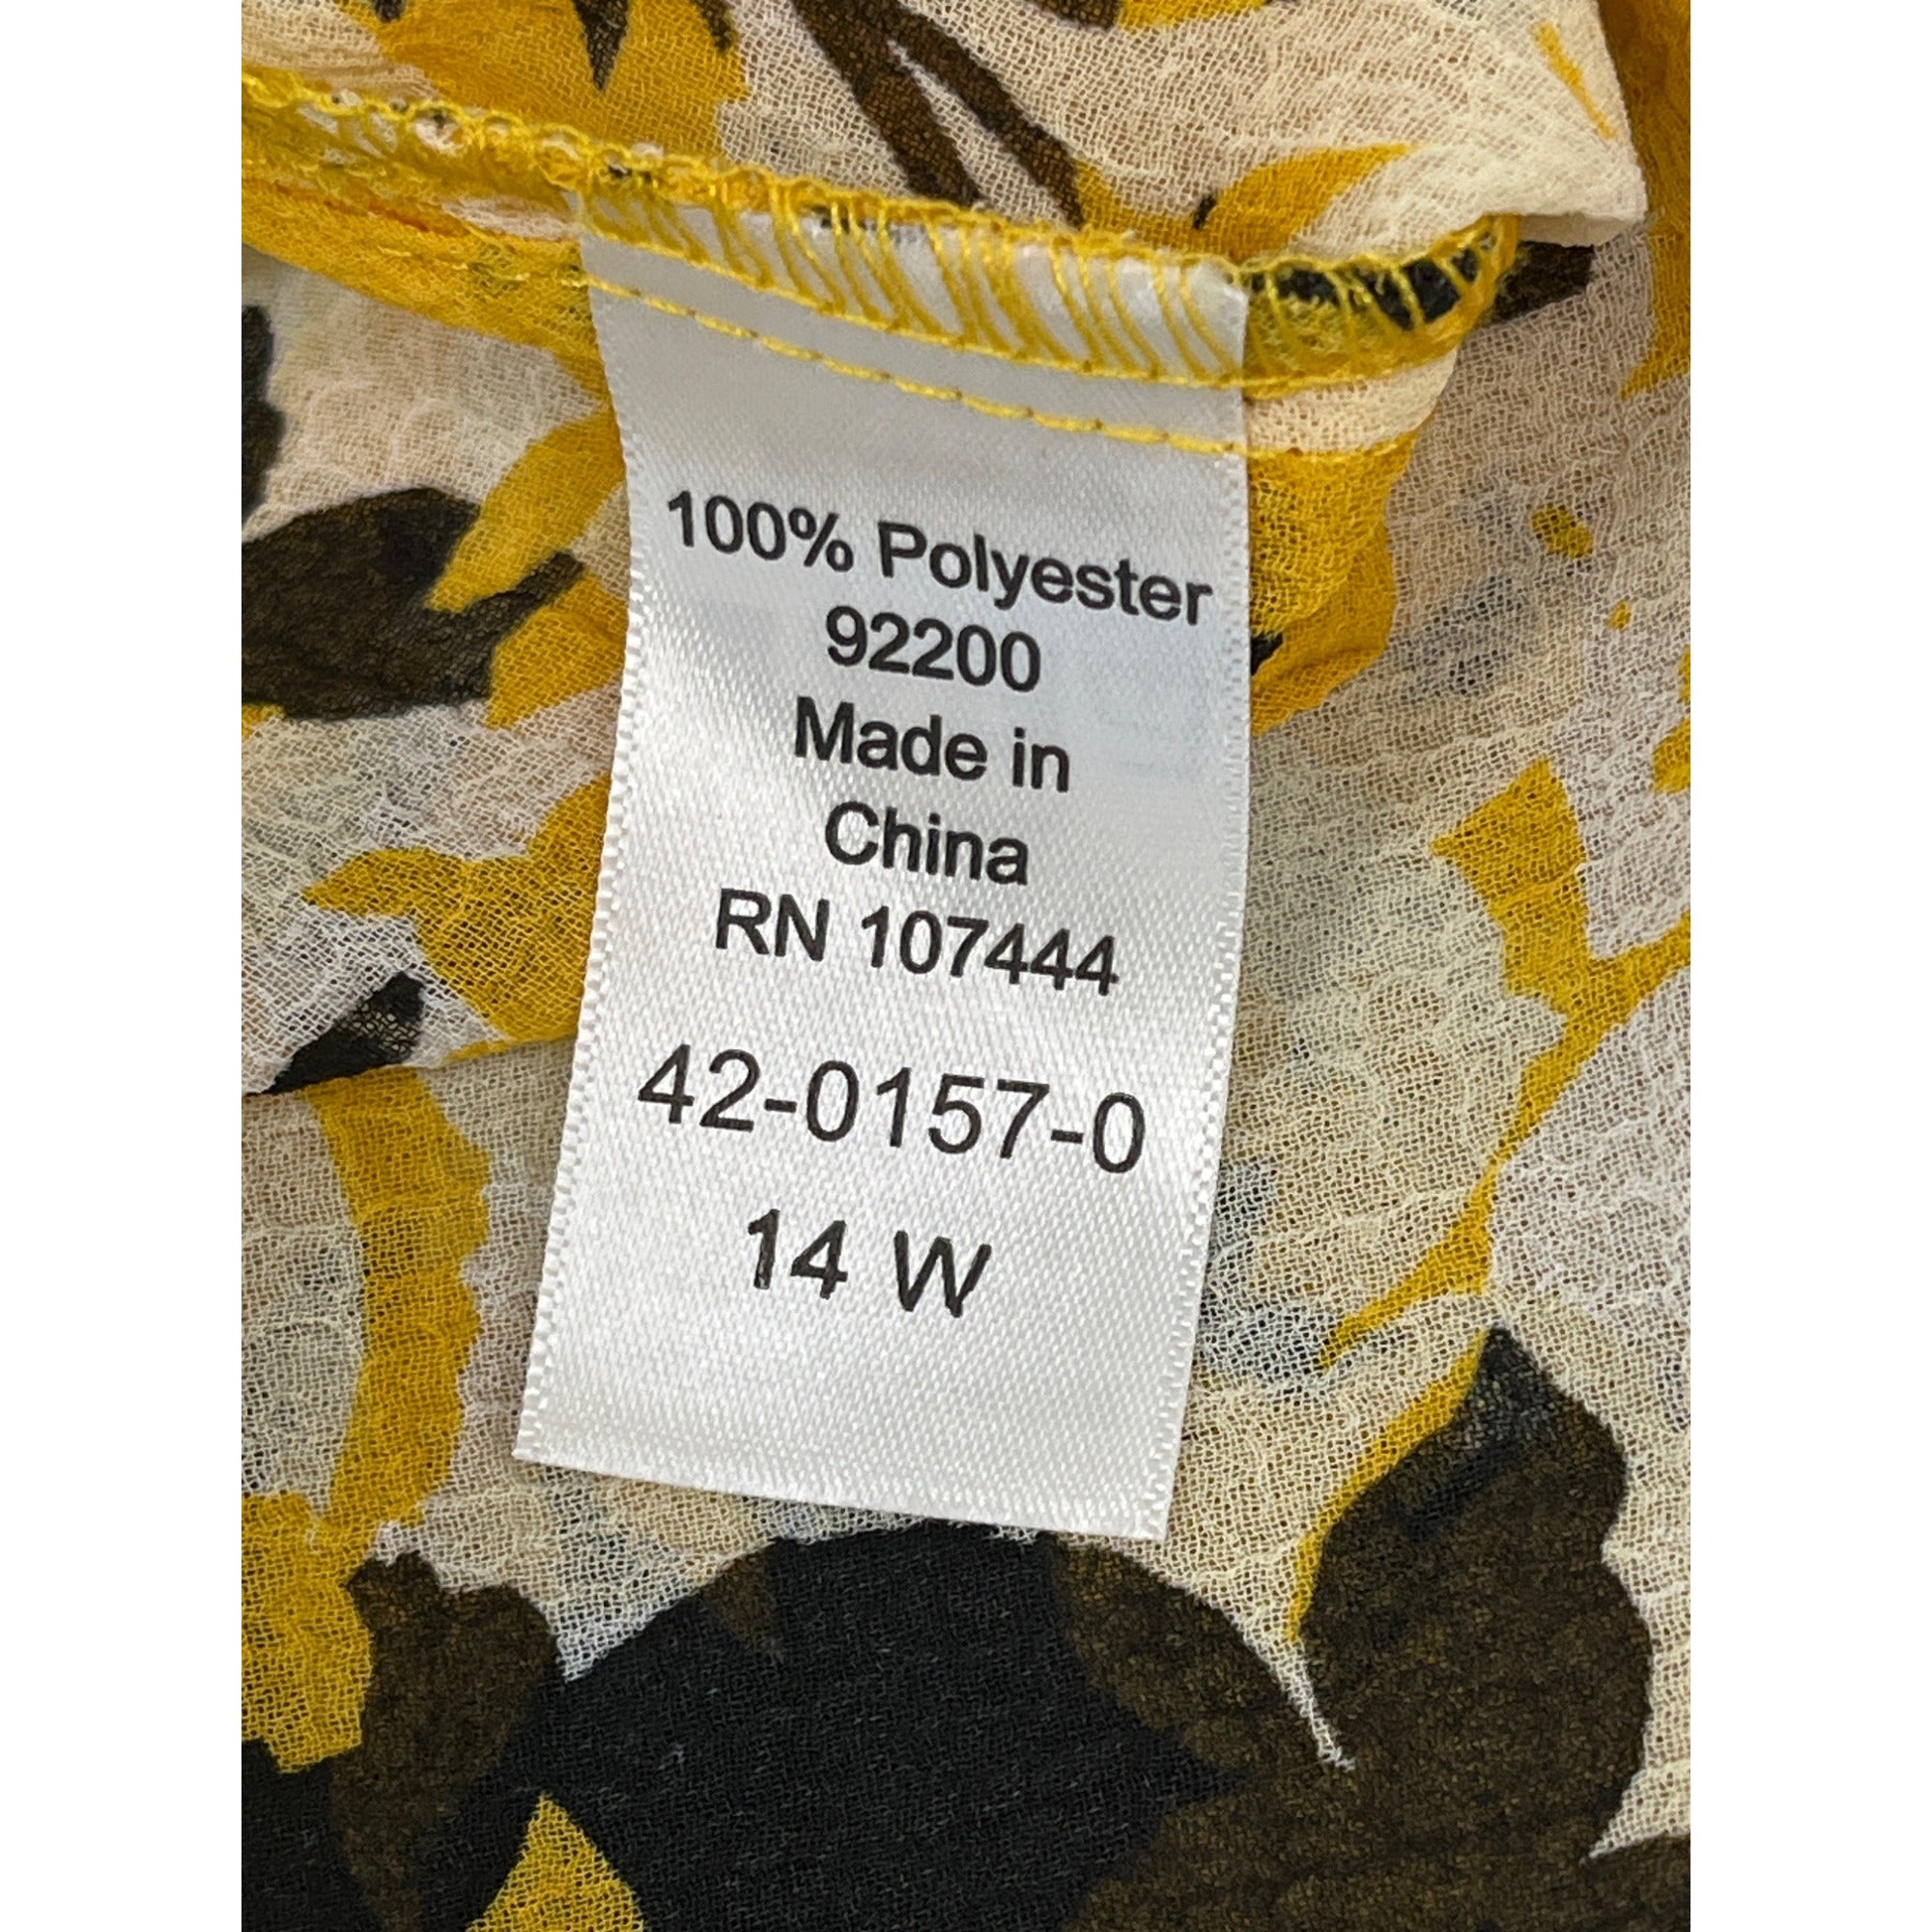 100% Polyester
92200
Made in
China
RN 107444
42-0157-0
14 W